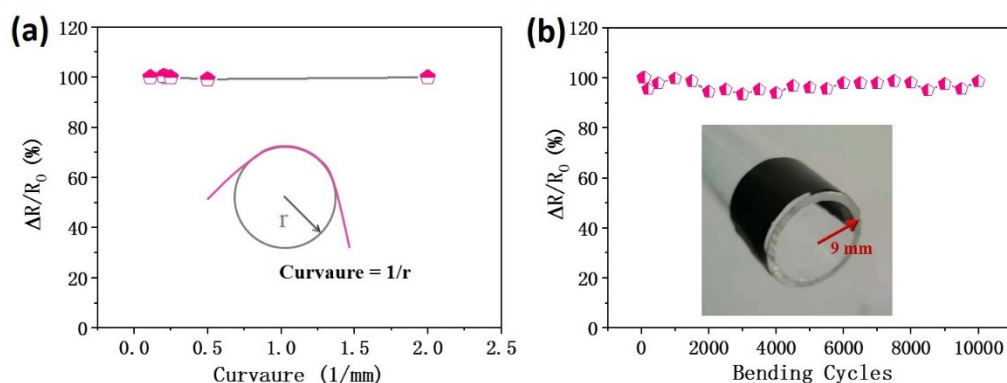 (a)
120
100
80
60
40
20
0
ΔR/R0 (%)
r
Curvaure = 1/r
0.0 0.5 1.0 1.5 2.0 2.5
Curvaure (1/mm)
(b)
120
100
80
60
40
20
0
ΔR/R0 (%)
9 mm
0 2000 4000 6000 8000 10000
Bending Cycles